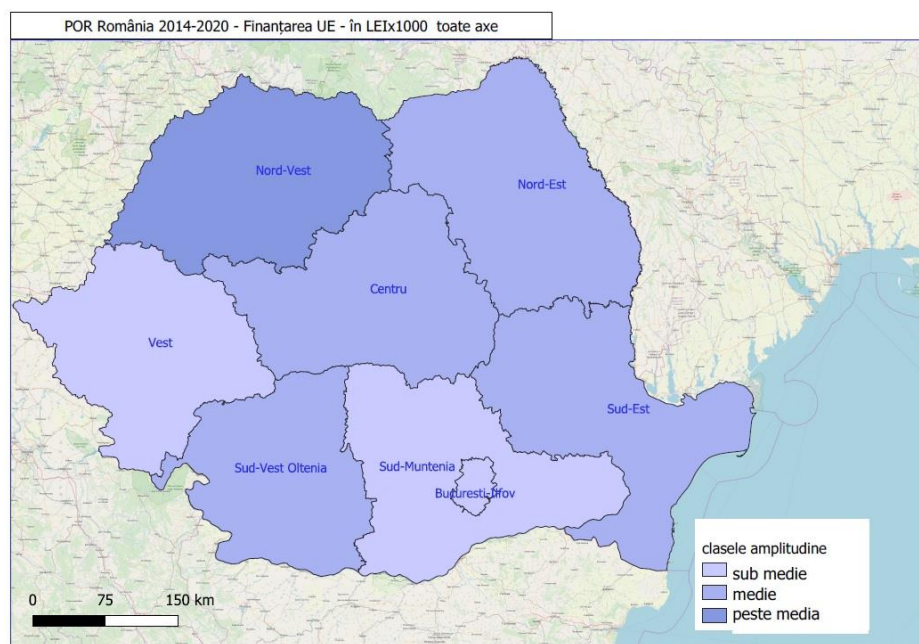 POR România 2014-2020 - Finanțarea UE - în LEIx1000 toate axe
Nord-Vest
Nord-Est
Centru
Vest
Sud-Est
Sud-Vest Oltenia
Sud-Muntenia
Bucuresti-Ilfov
clasele amplitudine
sub medie
medie
peste media
0 75 150 km